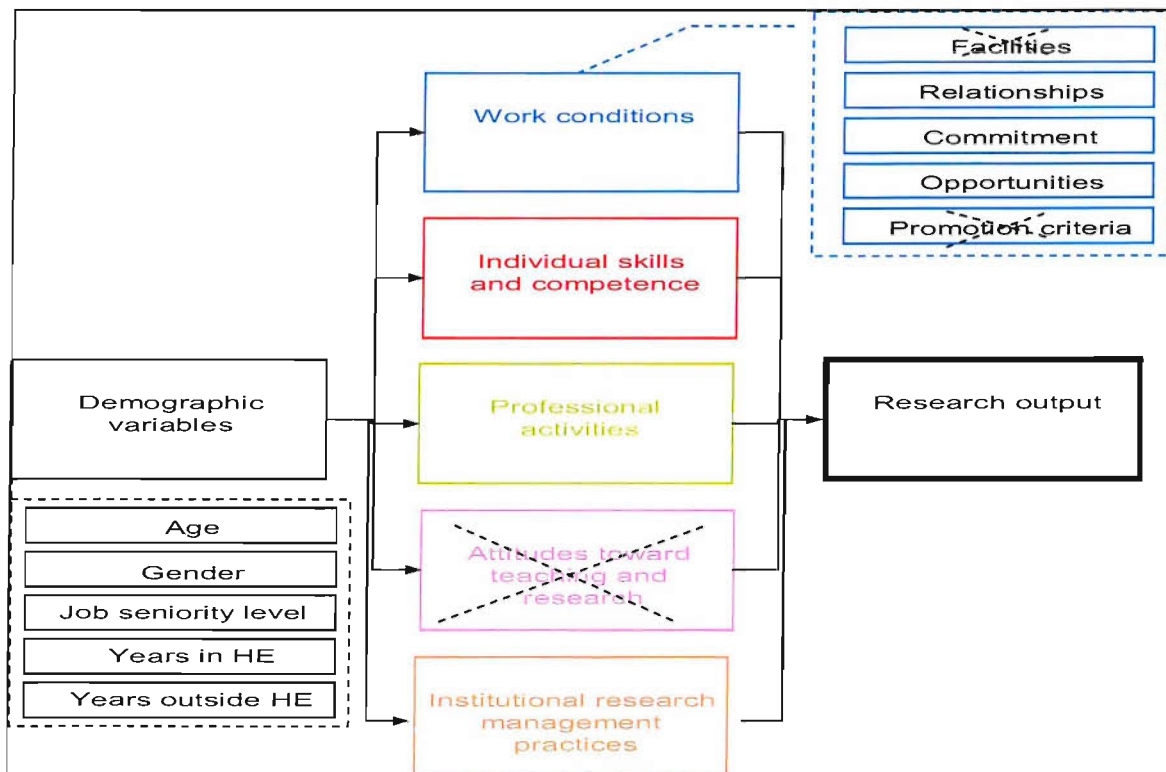 Facilities
Relationships
Commitment
Opportunities
Promotion criteria
Work conditions
Individual skills
and competence
Professional
activities
Attitudes toward
teaching and
research
Institutional research
management
practices
Demographic
variables
Age
Gender
Job seniority level
Years in HE
Years outside HE
Research output